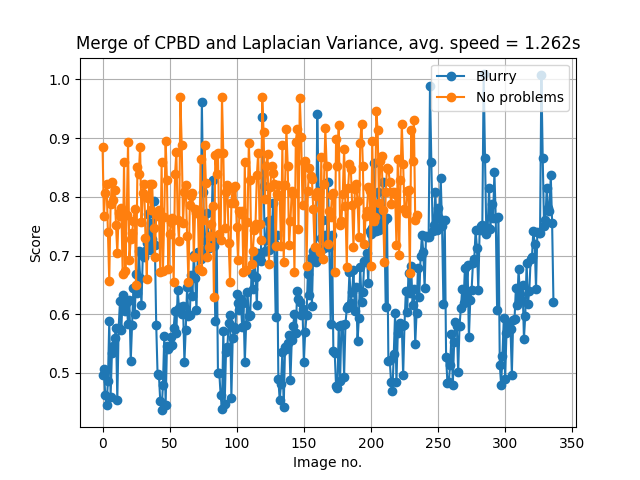 Merge of CPBD and Laplacian Variance, avg. speed = 1.262s
Blurry
No problems
1.0
0.9
0.8
0.7
0.6
0.5
Score
0 50 100 150 200 250 300 350
Image no.